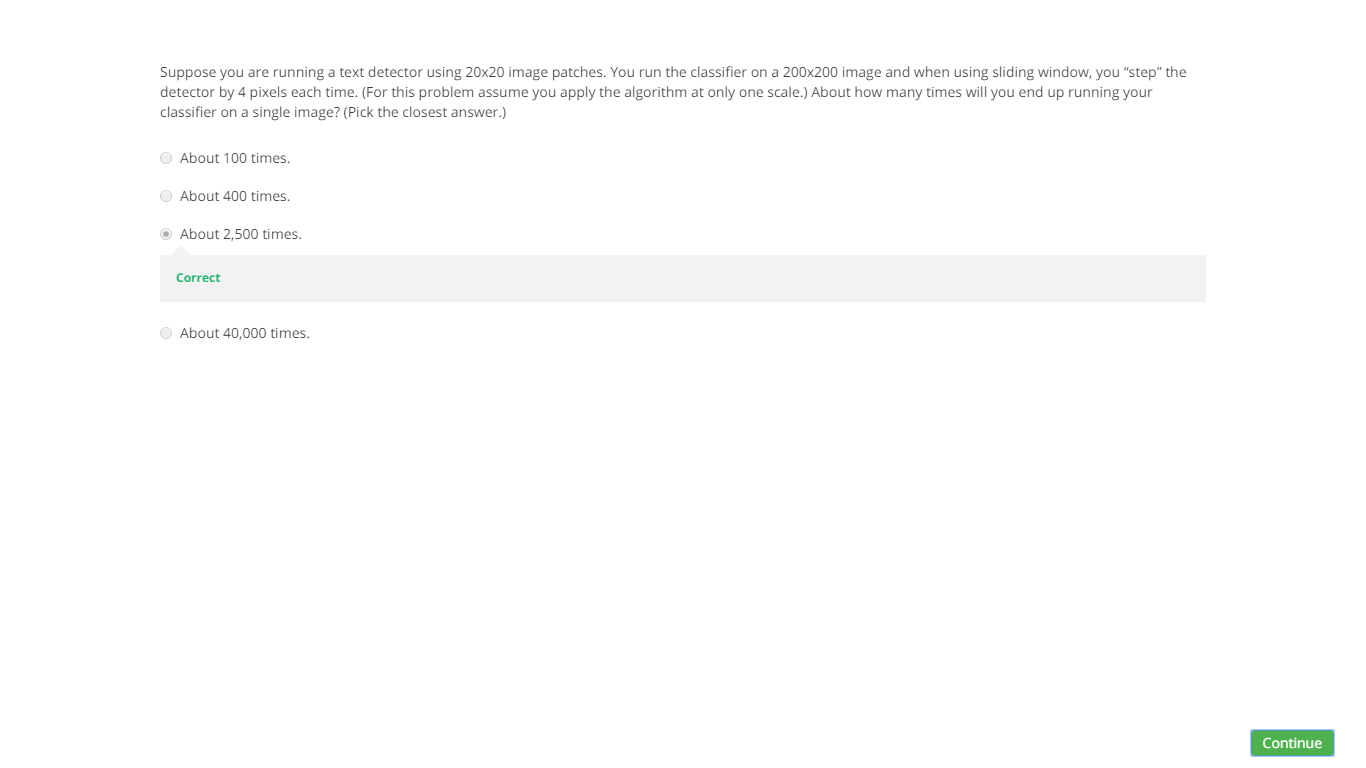 Suppose you are running a text detector using 20x20 image patches. You run the classifier on a 200x200 image and when using sliding window, you “step” the
detector by 4 pixels each time. (For this problem assume you apply the algorithm at only one scale.) About how many times will you end up running your
classifier on a single image? (Pick the closest answer.)
About 100 times.
About 400 times.
About 2,500 times.
Correct
About 40,000 times.
Continue